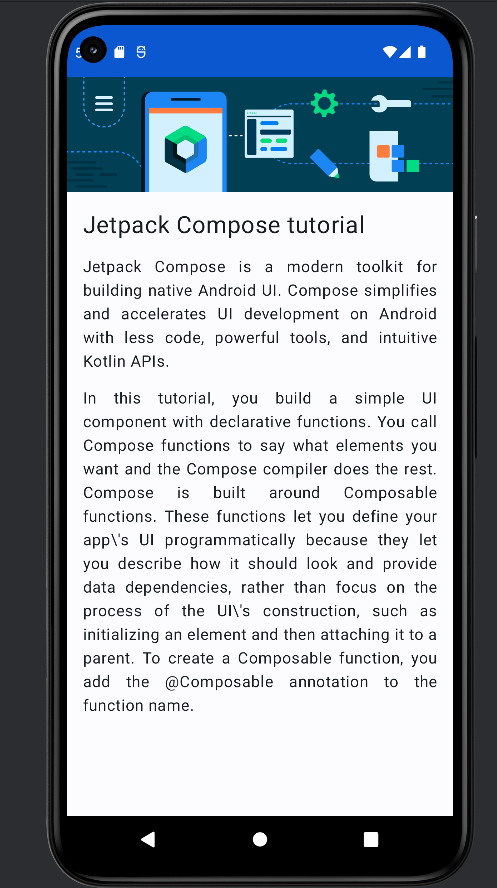 Jetpack Compose tutorial
Jetpack Compose is a modern toolkit for
building native Android UI. Compose simplifies
and accelerates UI development on Android
with less code, powerful tools, and intuitive
Kotlin APIs.
In this tutorial, you build a simple UI
component with declarative functions. You call
Compose functions to say what elements you
want and the Compose compiler does the rest.
Compose is built around Composable
functions. These functions let you define your
app\'s UI programmatically because they let
you describe how it should look and provide
data dependencies, rather than focus on the
process of the UI\'s construction, such as
initializing an element and then attaching it to a
parent. To create a Composable function, you
add the @Composable annotation to the
function name.